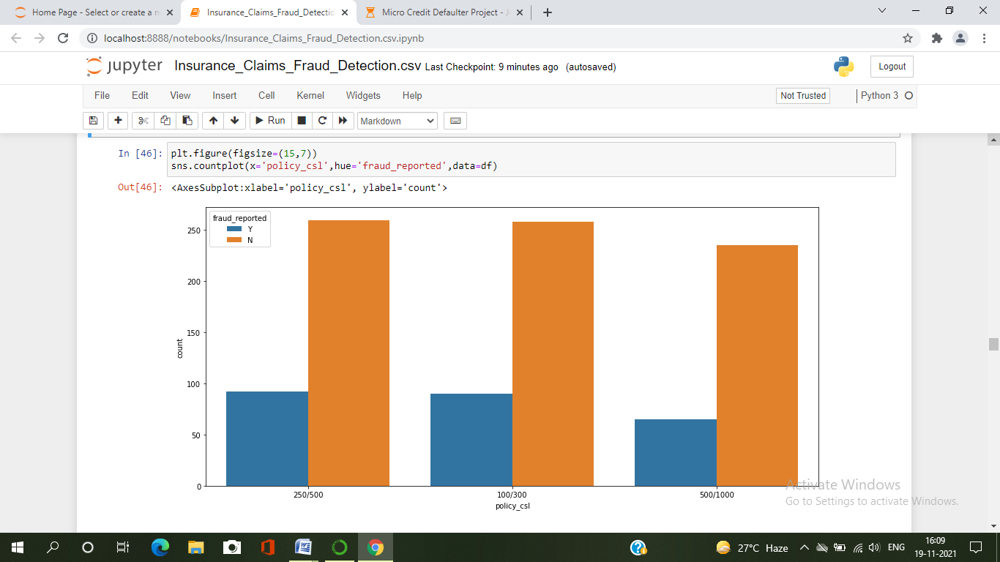 Home Page - Select or create a n
Insurance_Claims_Fraud_Detectio
Micro Credit Defaulter Project - J
localhost:8888/notebooks/Insurance_Claims_Fraud_Detection.csv.ipynb
jupyter Insurance_Claims_Fraud_Detection.csv Last Checkpoint: 9 minutes ago (autosaved)
Logout
File Edit View Insert Cell Kernel Widgets Help
Not Trusted
Python 3
Run
Markdown
In [46]: plt.figure(figsize=(15,7))
sns.countplot(x='policy_csl',hue='fraud_reported',data=df)
Out[46]: <AxesSubplot:xlabel='policy_csl', ylabel='count'>
fraud_reported
Y
N
250
200
150
100
50
0
count
250/500 100/300 500/1000
policy_csl
Activate Windows
Go to Settings to activate Windows.
27°C Haze
ENG
16:09
19-11-2021